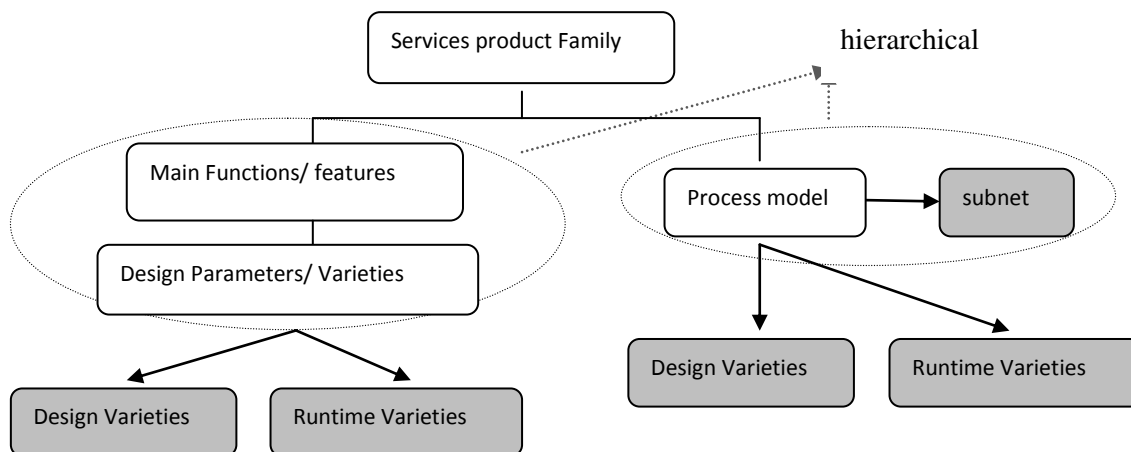 Services product Family
hierarchical
Main Functions/ features
Process model
subnet
Design Parameters/ Varieties
Design Varieties
Runtime Varieties
Design Varieties
Runtime Varieties